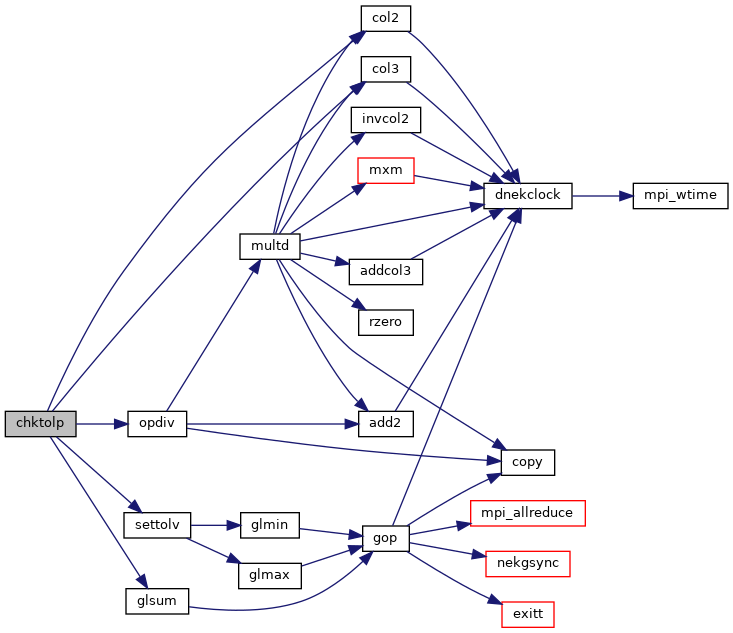 col2
col3
invcol2
mxm
dnekclock
mpi_wtime
multd
addcol3
rzero
chktolp
opdiv
add2
copy
mpi_allreduce
settolv
glmin
gop
nekgsync
glmax
glsum
exitt